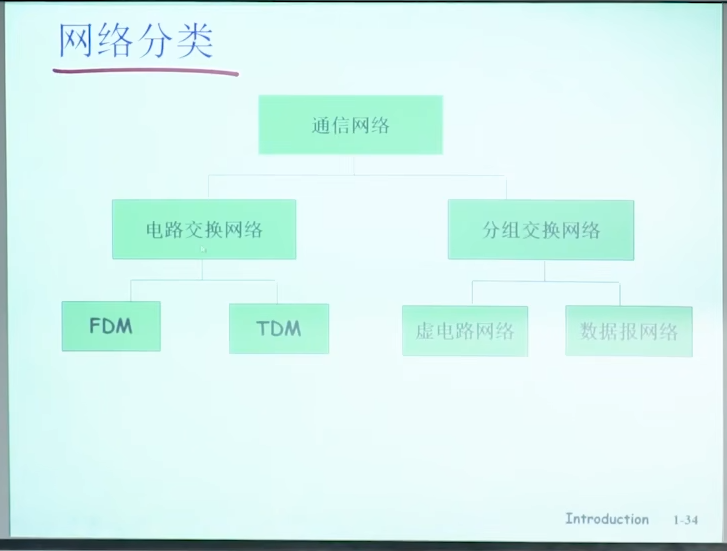 网络分类
通信网络
电路交换网络
分组交换网络
FDM
TDM
虚电路网络
数据报网络
Introduction 1-34